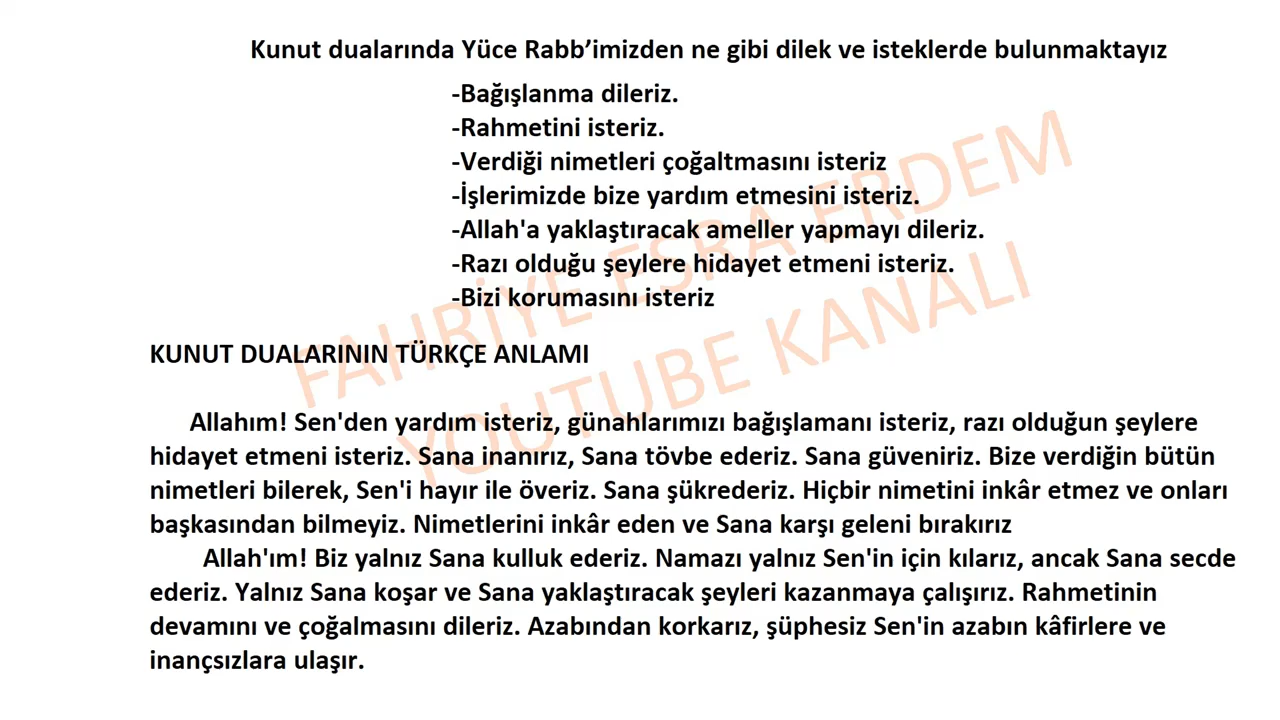 Kunut dualarında Yüce Rabb’imizden ne gibi dilek ve isteklerde bulunmaktayız
-Bağışlanma dileriz.
-Rahmetini isteriz.
-Verdiği nimetleri çoğaltmasını isteriz
-İşlerimizde bize yardım etmesini isteriz.
-Allah'a yaklaştıracak ameller yapmayı dileriz.
-Razı olduğu şeylere hidayet etmeni isteriz.
-Bizi korumasını isteriz
FAHRİYE ESRA ERDEM
YOUTUBE KANALI
KUNUT DUALARININ TÜRKÇE ANLAMI
Allahım! Sen'den yardım isteriz, günahlarımızı bağışlamanı isteriz, razı olduğun şeylere
hidayet etmeni isteriz. Sana inanırız, Sana tövbe ederiz. Sana güveniriz. Bize verdiğin bütün
nimetleri bilerek, Sen'i hayır ile överiz. Sana şükrederiz. Hiçbir nimetini inkâr etmez ve onları
başkasından bilmeyiz. Nimetlerini inkâr eden ve Sana karşı geleni bırakırız
Allah'ım! Biz yalnız Sana kulluk ederiz. Namazı yalnız Sen'in için kılarız, ancak Sana secde
ederiz. Yalnız Sana koşar ve Sana yaklaştıracak şeyleri kazanmaya çalışırız. Rahmetinin
devamını ve çoğalmasını dileriz. Azabından korkarız, şüphesiz Sen'in azabın kâfirlere ve
inançsızlara ulaşır.